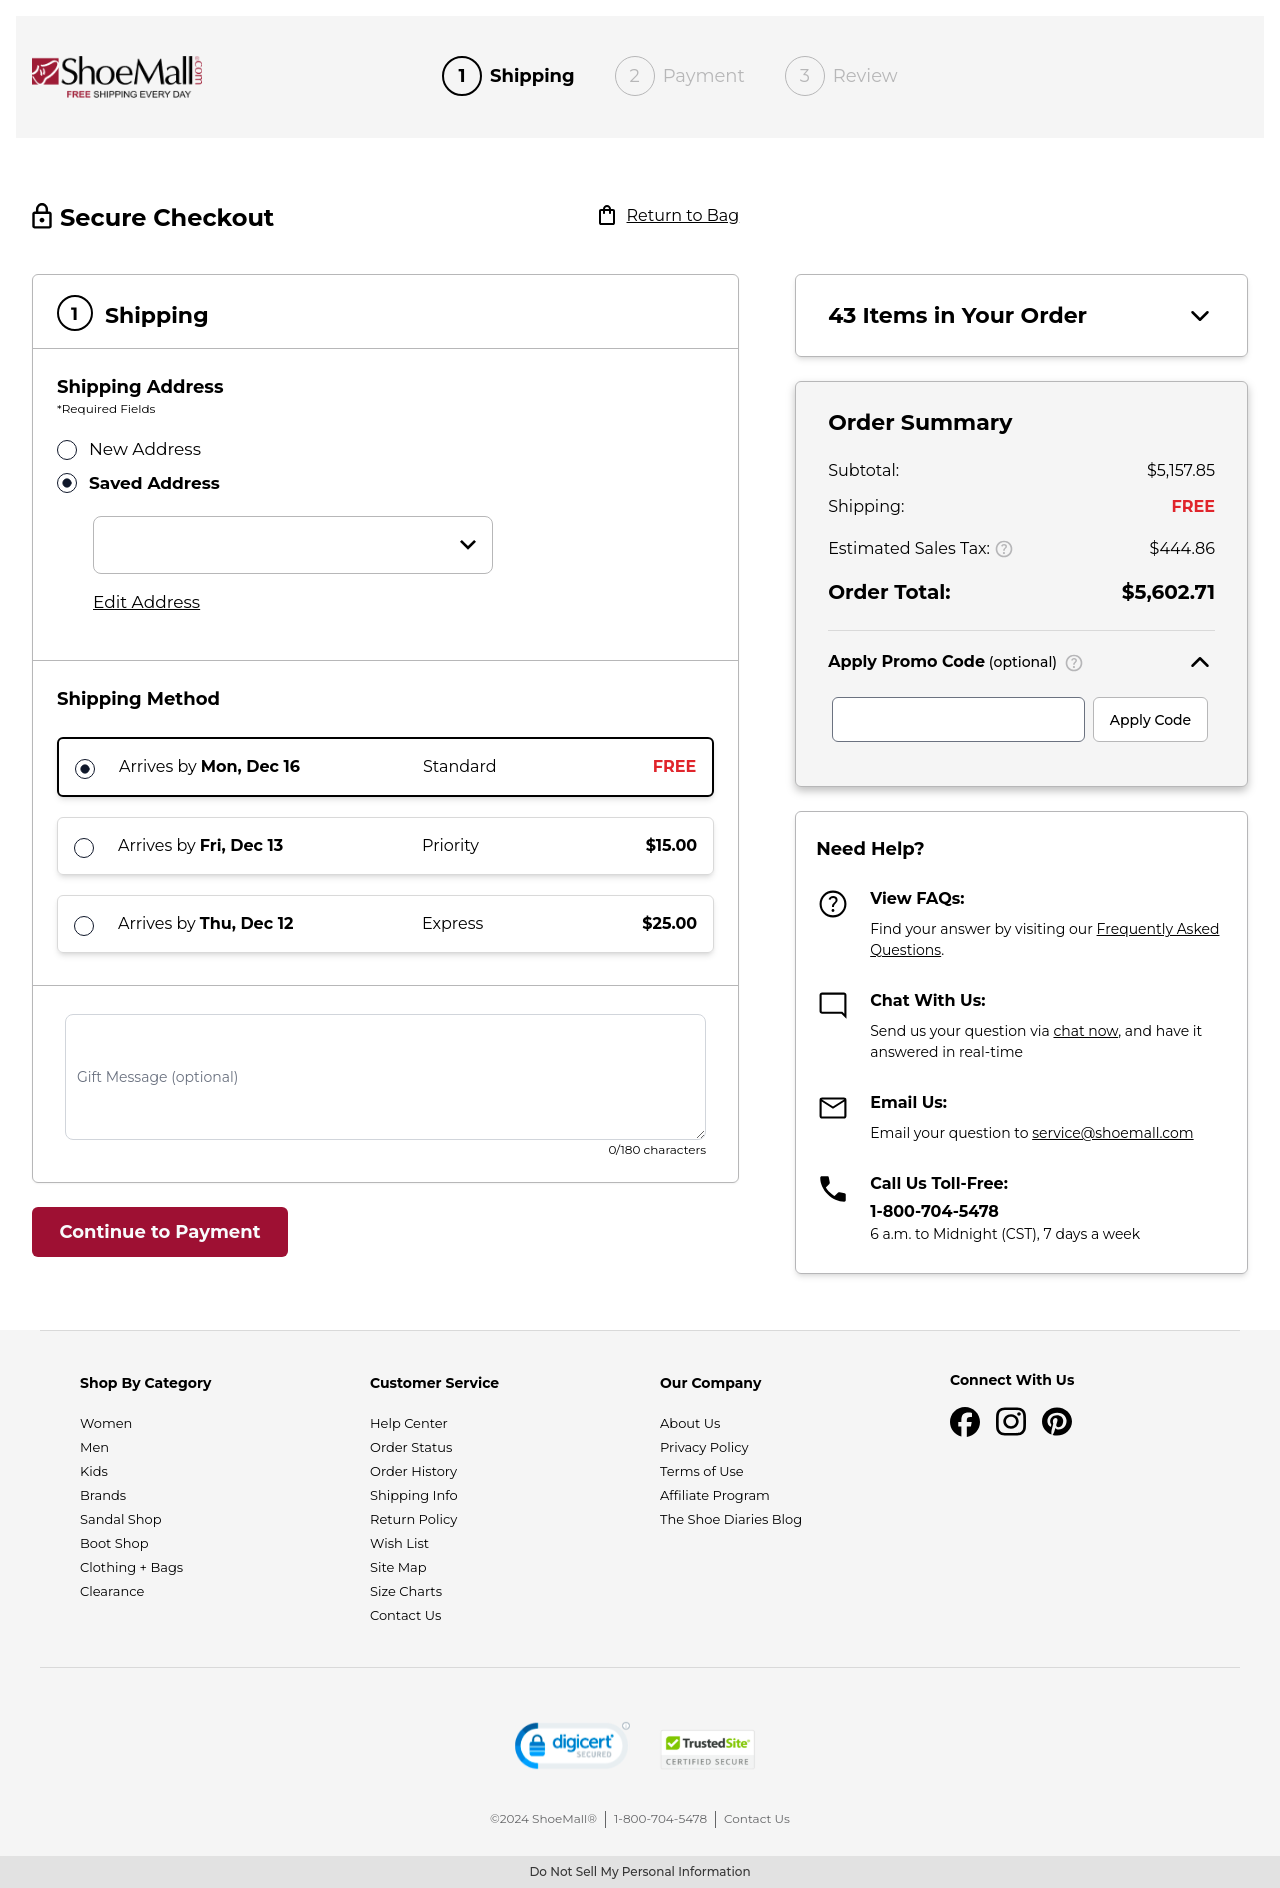 ShoeMall.com
FREE SHIPPING EVERY DAY
1 Shipping
2 Payment
3 Review
Secure Checkout
Return to Bag
1 Shipping
Shipping Address
*Required Fields
New Address
Saved Address
Edit Address
Shipping Method
Arrives by Mon, Dec 16 Standard FREE
Arrives by Fri, Dec 13 Priority $15.00
Arrives by Thu, Dec 12 Express $25.00
Gift Message (optional)
0/180 characters
Continue to Payment
43 Items in Your Order
Order Summary
Subtotal: $5,157.85
Shipping: FREE
Estimated Sales Tax: ? $444.86
Order Total: $5,602.71
Apply Promo Code (optional) ?
Apply Code
Need Help?
View FAQs:
Find your answer by visiting our Frequently Asked
Questions.
Chat With Us:
Send us your question via chat now, and have it
answered in real-time
Email Us:
Email your question to service@shoemall.com
Call Us Toll-Free:
1-800-704-5478
6 a.m. to Midnight (CST), 7 days a week
Shop By Category
Women
Men
Kids
Brands
Sandal Shop
Boot Shop
Clothing + Bags
Clearance
Customer Service
Help Center
Order Status
Order History
Shipping Info
Return Policy
Wish List
Site Map
Size Charts
Contact Us
Our Company
About Us
Privacy Policy
Terms of Use
Affiliate Program
The Shoe Diaries Blog
Connect With Us
digicert
SECURED
TrustedSite
CERTIFIED SECURE
©2024 ShoeMall® | 1-800-704-5478 | Contact Us
Do Not Sell My Personal Information